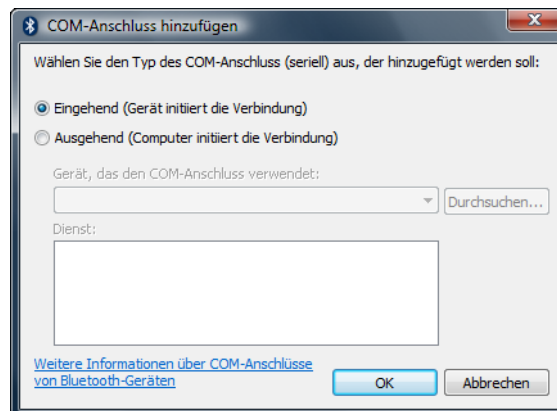 COM-Anschluss hinzufügen
Wählen Sie den Typ des COM-Anschluss (seriell) aus, der hinzugefügt werden soll:
Eingehend (Gerät initiiert die Verbindung)
Ausgehend (Computer initiiert die Verbindung)
Gerät, das den COM-Anschluss verwendet:
Durchsuchen...
Dienst:
Weitere Informationen über COM-Anschlüsse
von Bluetooth-Geräten
OK
Abbrechen